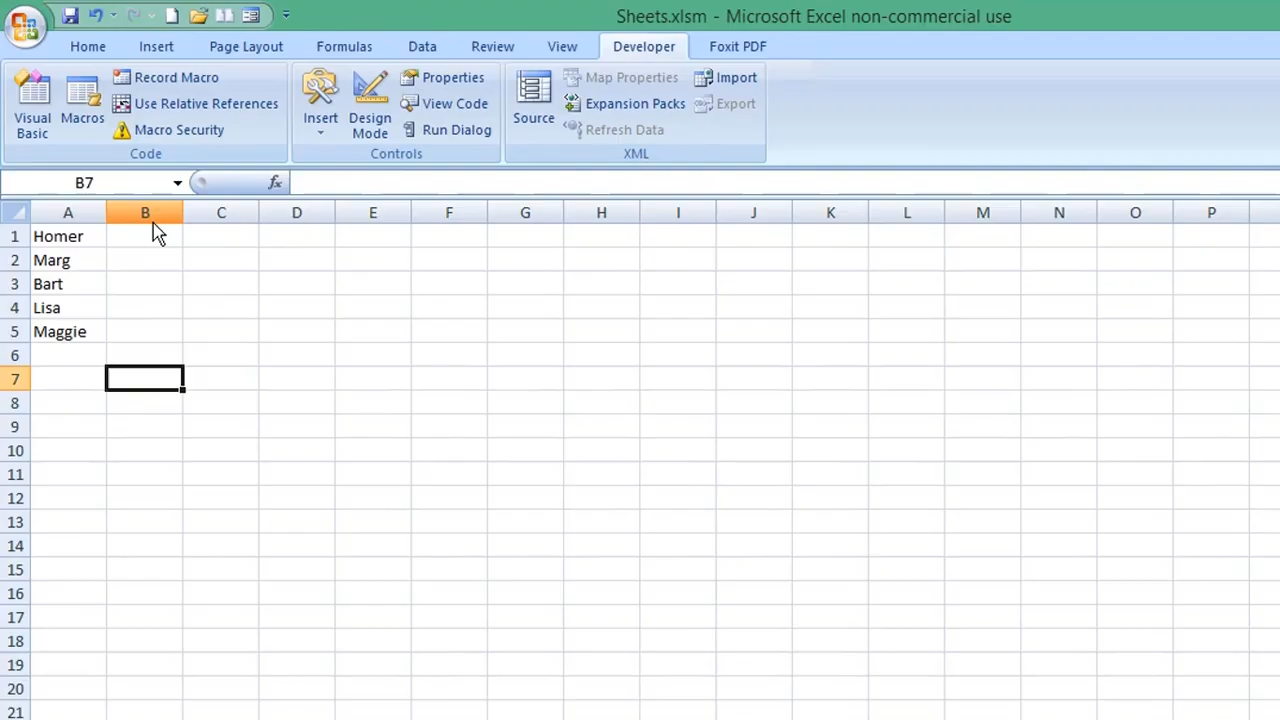 Sheets.xlsm - Microsoft Excel non-commercial use
Home Insert Page Layout Formulas Data Review View Developer Foxit PDF
Visual Basic
Macros
Record Macro
Use Relative References
Macro Security
Code
Insert
Design Mode
Properties
View Code
Run Dialog
Controls
Source
Map Properties
Expansion Packs
Refresh Data
Import
Export
XML
B7 fx
A B C D E F G H I J K L M N O P
1 Homer
2 Marg
3 Bart
4 Lisa
5 Maggie
6
7
8
9
10
11
12
13
14
15
16
17
18
19
20
21